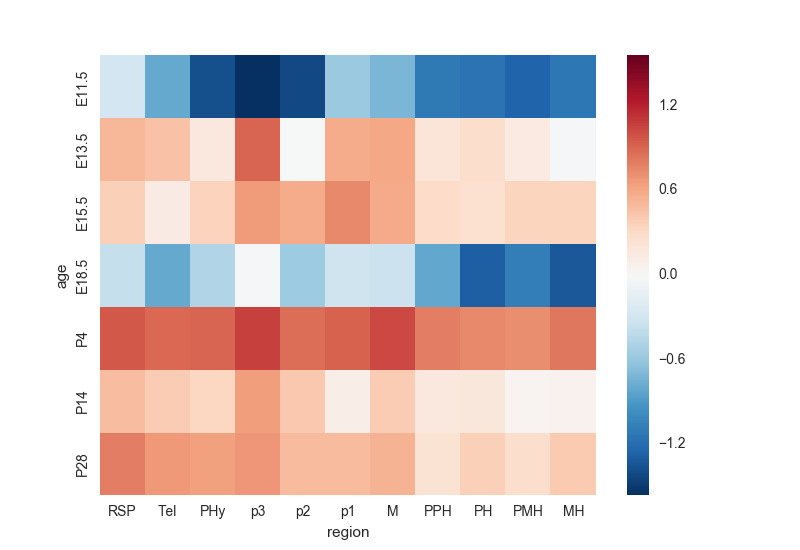 age
E11.5
E13.5
E15.5
E18.5
P4
P14
P28
RSP Tel PHy p3 p2 p1 M PPH PH PMH MH
region
1.2
0.6
0.0
−0.6
−1.2